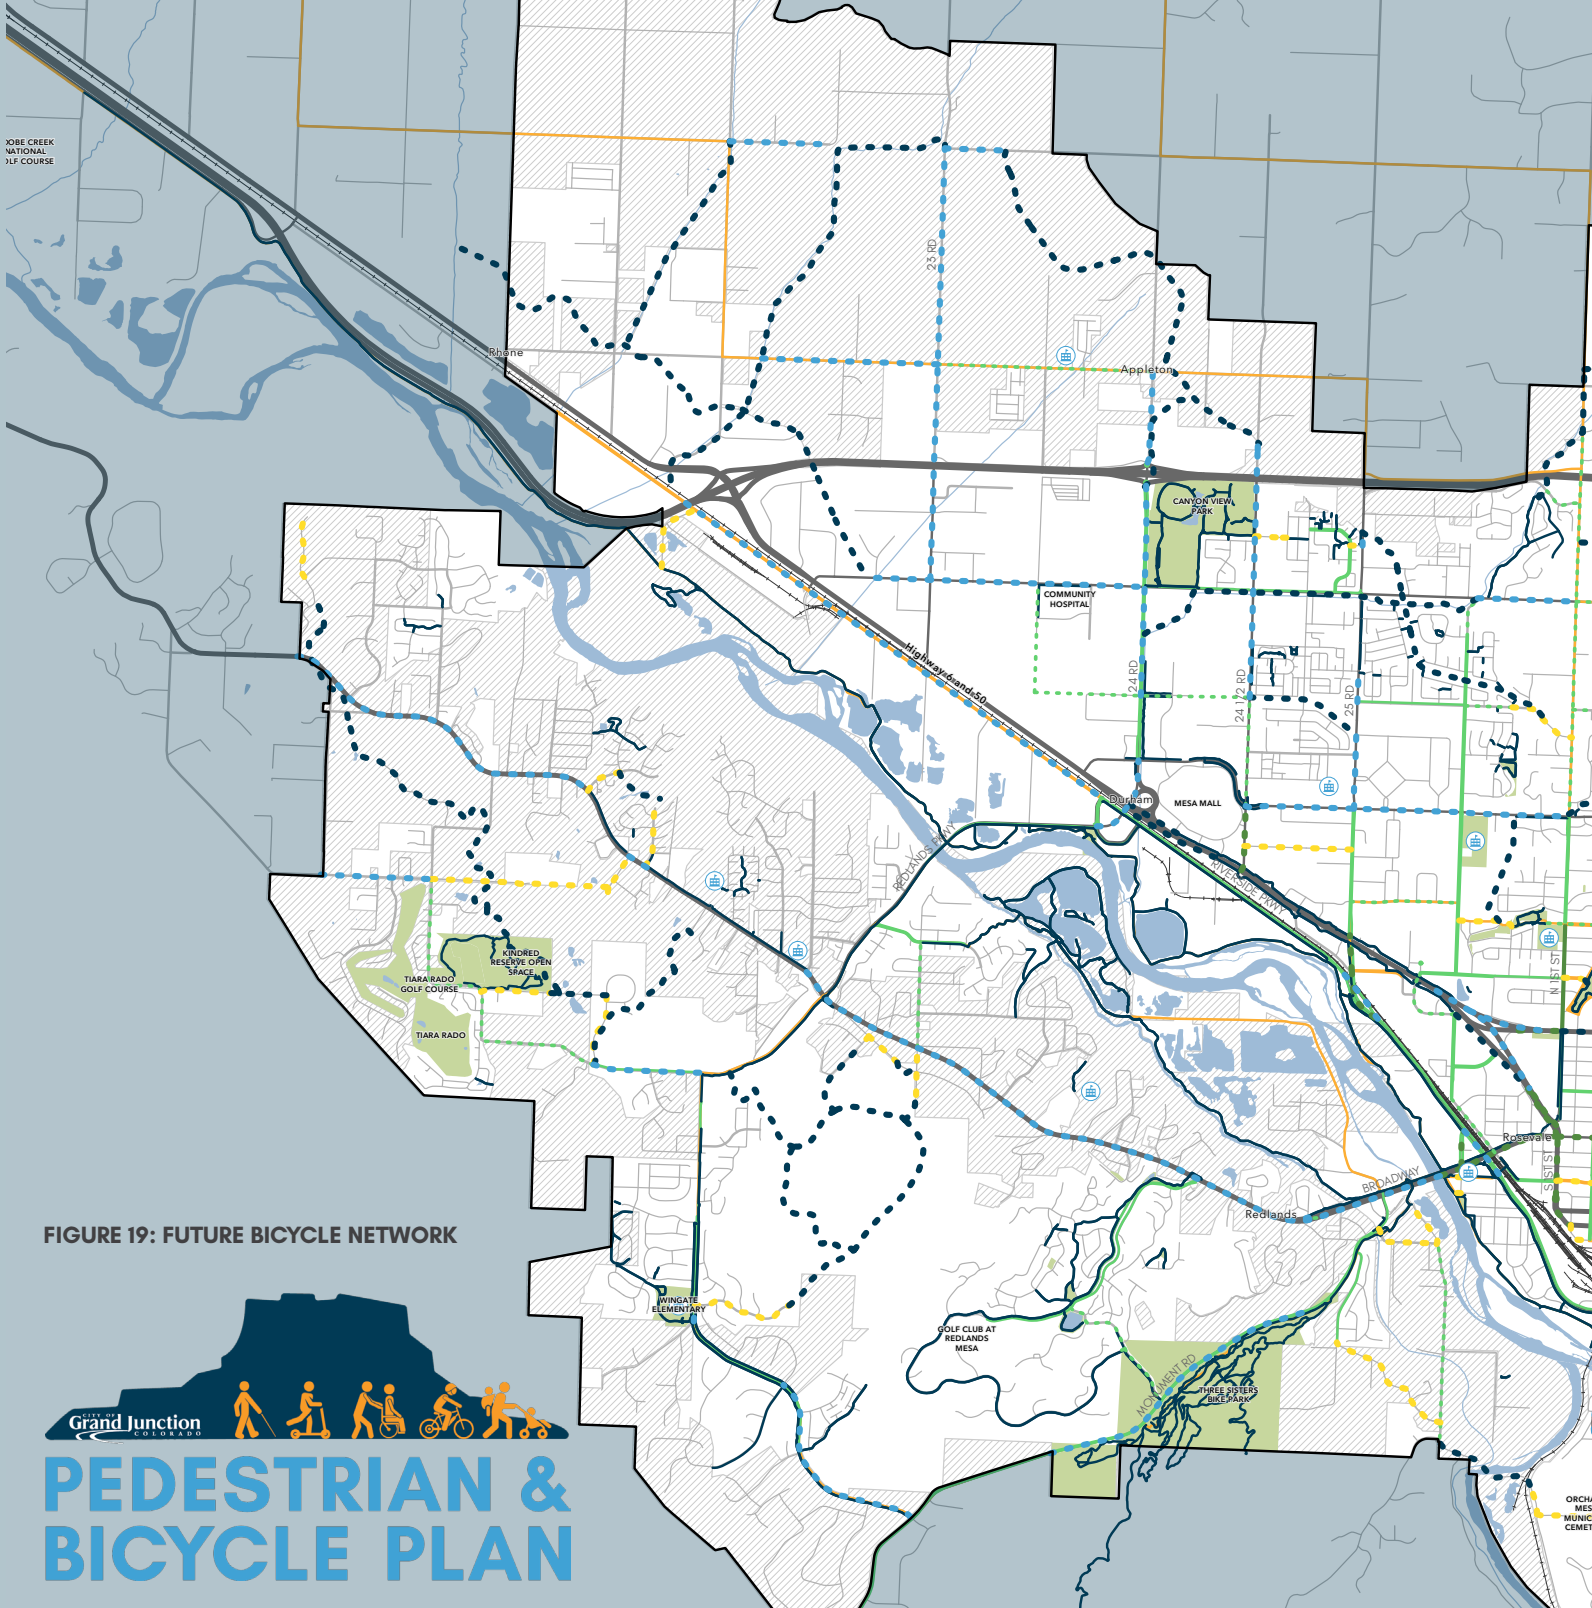 OBE CREEK
NATIONAL
OLF COURSE
23 RD
Rhone
Appleton
CANYON VIEW
PARK
COMMUNITY
HOSPITAL
Highway 6 and 50
24 RD
24 1/2 RD
25 RD
Durham
MESA MALL
REDLANDS PKWY
RIVERSIDE PKWY
KINDRED
RESERVE OPEN
SPACE
TIARA RADO
GOLF COURSE
TIARA RADO
N 1ST ST
Rosevale
S 1ST ST
BROADWAY
Redlands
FIGURE 19: FUTURE BICYCLE NETWORK
WINGATE
ELEMENTARY
GOLF CLUB AT
REDLANDS
MESA
MONUMENT RD
THREE SISTERS
BIKE PARK
CITY OF
Grand Junction
COLORADO
PEDESTRIAN &
BICYCLE PLAN
ORCHA
MES
MUNIC
CEMET